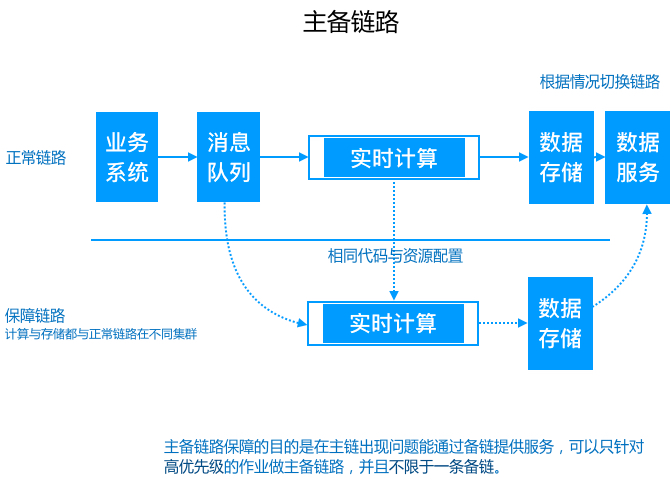 主备链路
根据情况切换链路
正常链路
业务
系统
消息
队列
实时计算
数据
存储
数据
服务
相同代码与资源配置
保障链路
计算与存储都与正常链路在不同集群
实时计算
数据
存储
主备链路保障的目的是在主链出现问题能通过备链提供服务，可以只针对
高优先级的作业做主备链路，并且不限于一条备链。